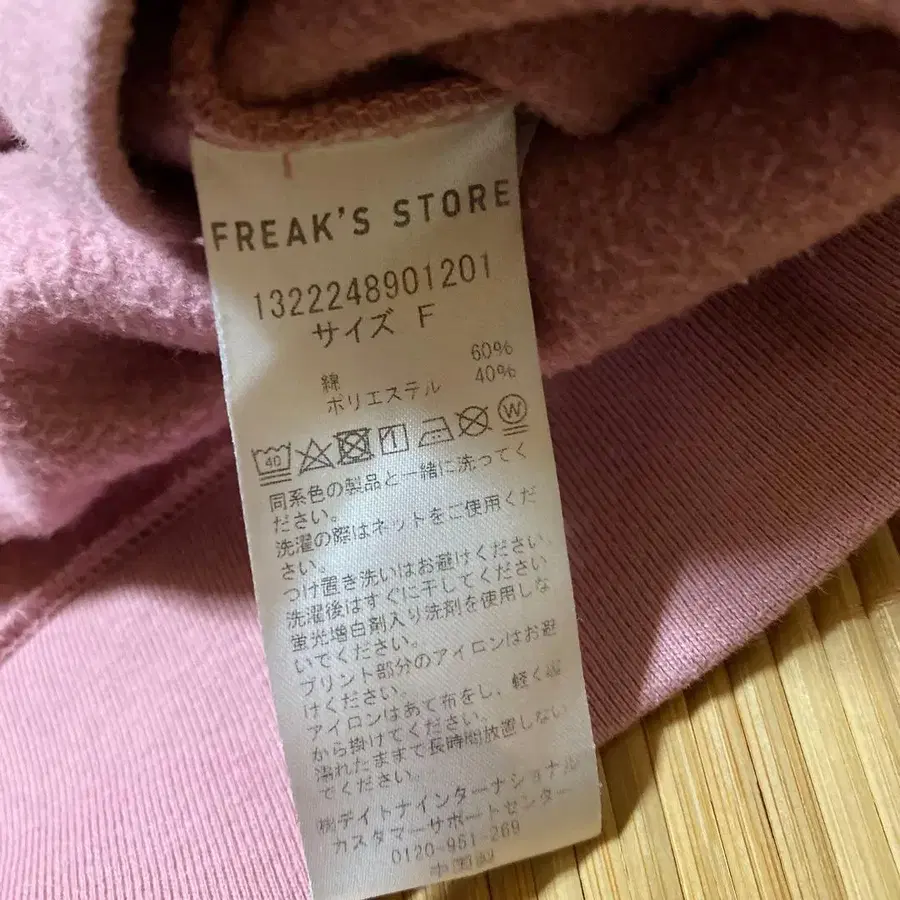 FREAK'S STORE
1322248901201
サイズ F
綿 60%
ポリエステル 40%
40 W
同系色の製品と一緒に洗ってく
ださい。
洗濯の際はネットをご使用くだ
さい。
つけ置き洗いはお避けください。
洗濯後はすぐに干してください
蛍光増白剤入り洗剤を使用しな
いでください。
プリント部分のアイロンはお避
けください。
アイロンはあて布をし、軽く
から掛けてください。
濡れたままで長時間放置しない
でください。
㈱デイトナインターナショナル
カスタマーサポートセンター
0120-951-269
中国製